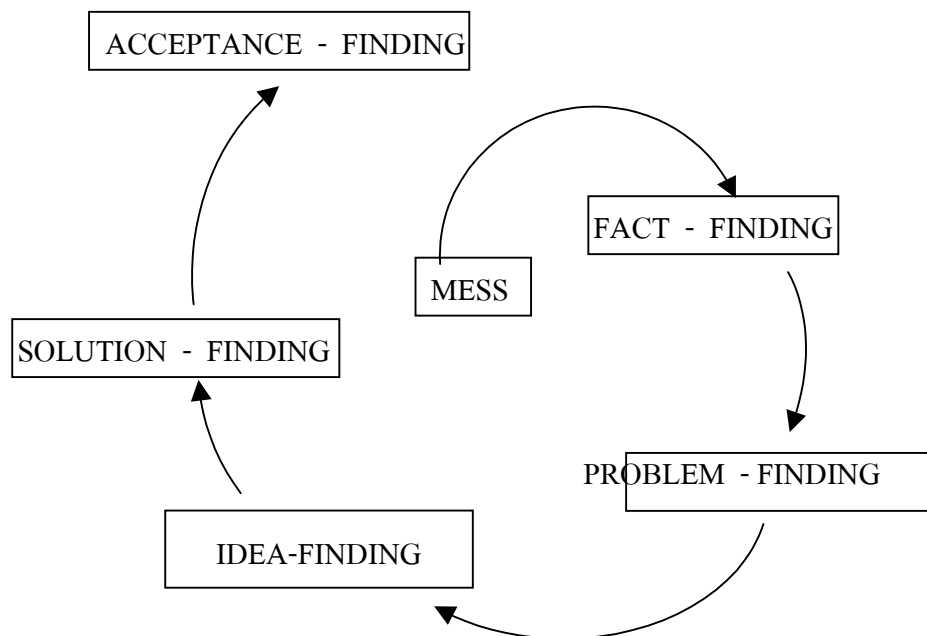 ACCEPTANCE - FINDING
FACT - FINDING
MESS
SOLUTION - FINDING
PROBLEM - FINDING
IDEA-FINDING